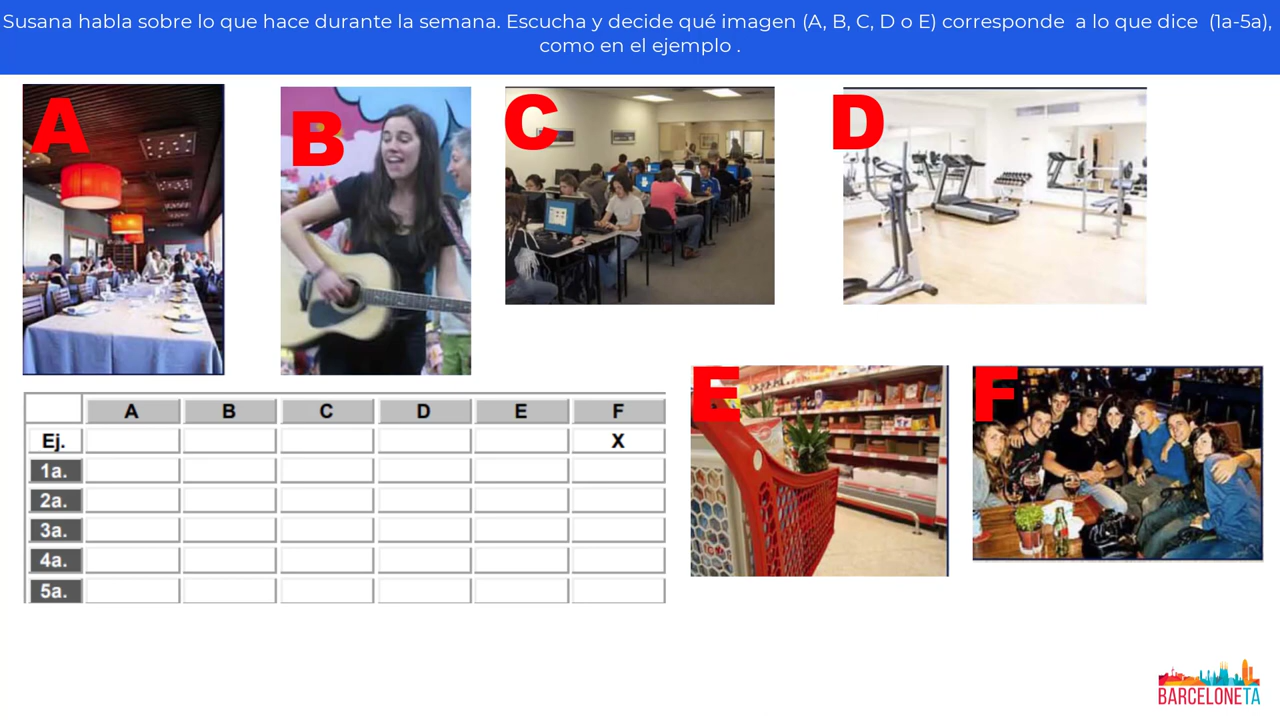 Susana habla sobre lo que hace durante la semana. Escucha y decide qué imagen (A, B, C, D o E) corresponde  a lo que dice  (1a-5a),
como en el ejemplo .
A
B
C
D
E
F
A B C D E F
Ej. X
1a.
2a.
3a.
4a.
5a.
BARCELONETA